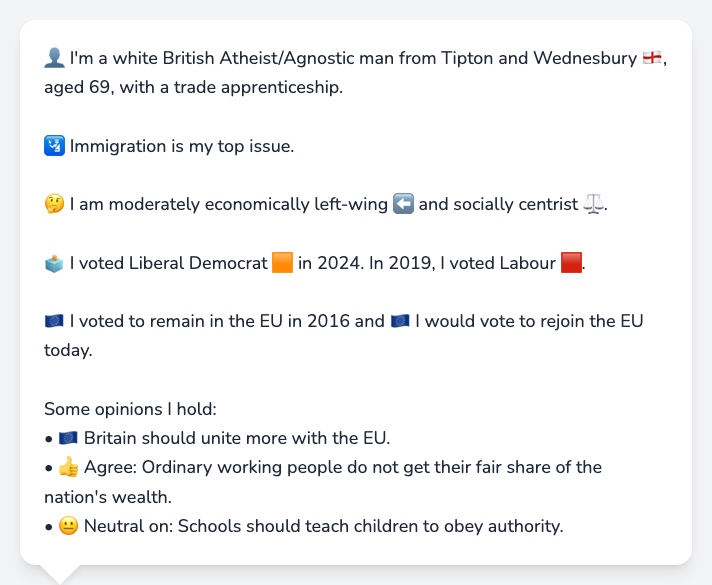 👤 I'm a white British Atheist/Agnostic man from Tipton and Wednesbury 🏴󠁧󠁢󠁥󠁮󠁧󠁿,
aged 69, with a trade apprenticeship.
🛂 Immigration is my top issue.
🤔 I am moderately economically left-wing ⬅️ and socially centrist ⚖️.
🗳️ I voted Liberal Democrat 🟧 in 2024. In 2019, I voted Labour 🟥.
🇪🇺 I voted to remain in the EU in 2016 and 🇪🇺 I would vote to rejoin the EU
today.
Some opinions I hold:
• 🇪🇺 Britain should unite more with the EU.
• 👍 Agree: Ordinary working people do not get their fair share of the
nation's wealth.
• 😐 Neutral on: Schools should teach children to obey authority.